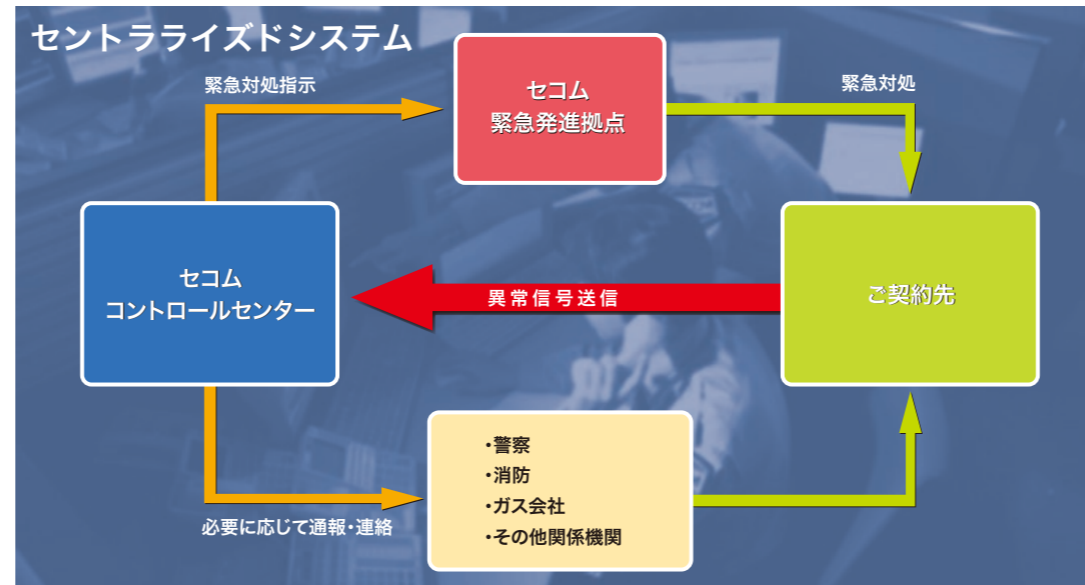 セントラライズドシステム
緊急対処指示
セコム
緊急発進拠点
緊急対処
セコム
コントロールセンター
異常信号送信
ご契約先
・警察
・消防
・ガス会社
・その他関係機関
必要に応じて通報・連絡